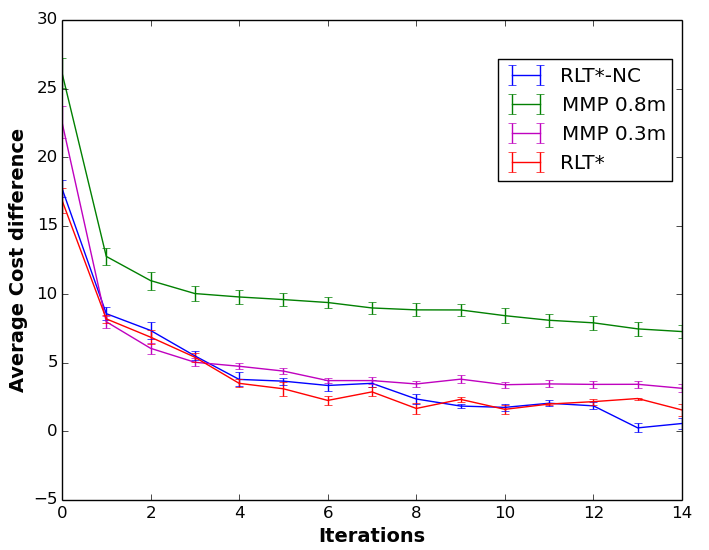 30
25
20
15
10
5
0
−5
Average Cost difference
RLT*-NC
MMP 0.8m
MMP 0.3m
RLT*
0 2 4 6 8 10 12 14
Iterations